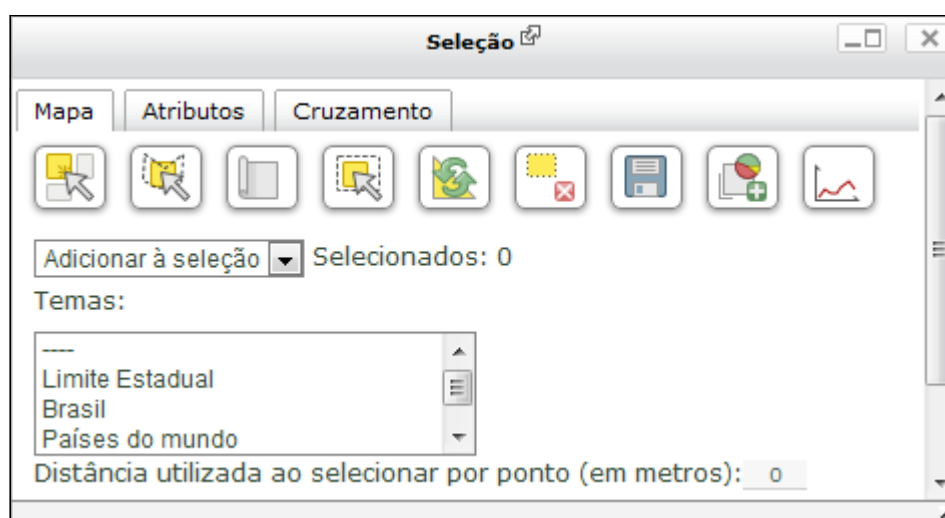 Seleção
Mapa Atributos Cruzamento
Adicionar à seleção Selecionados: 0
Temas:
----
Limite Estadual
Brasil
Países do mundo
Distância utilizada ao selecionar por ponto (em metros): 0